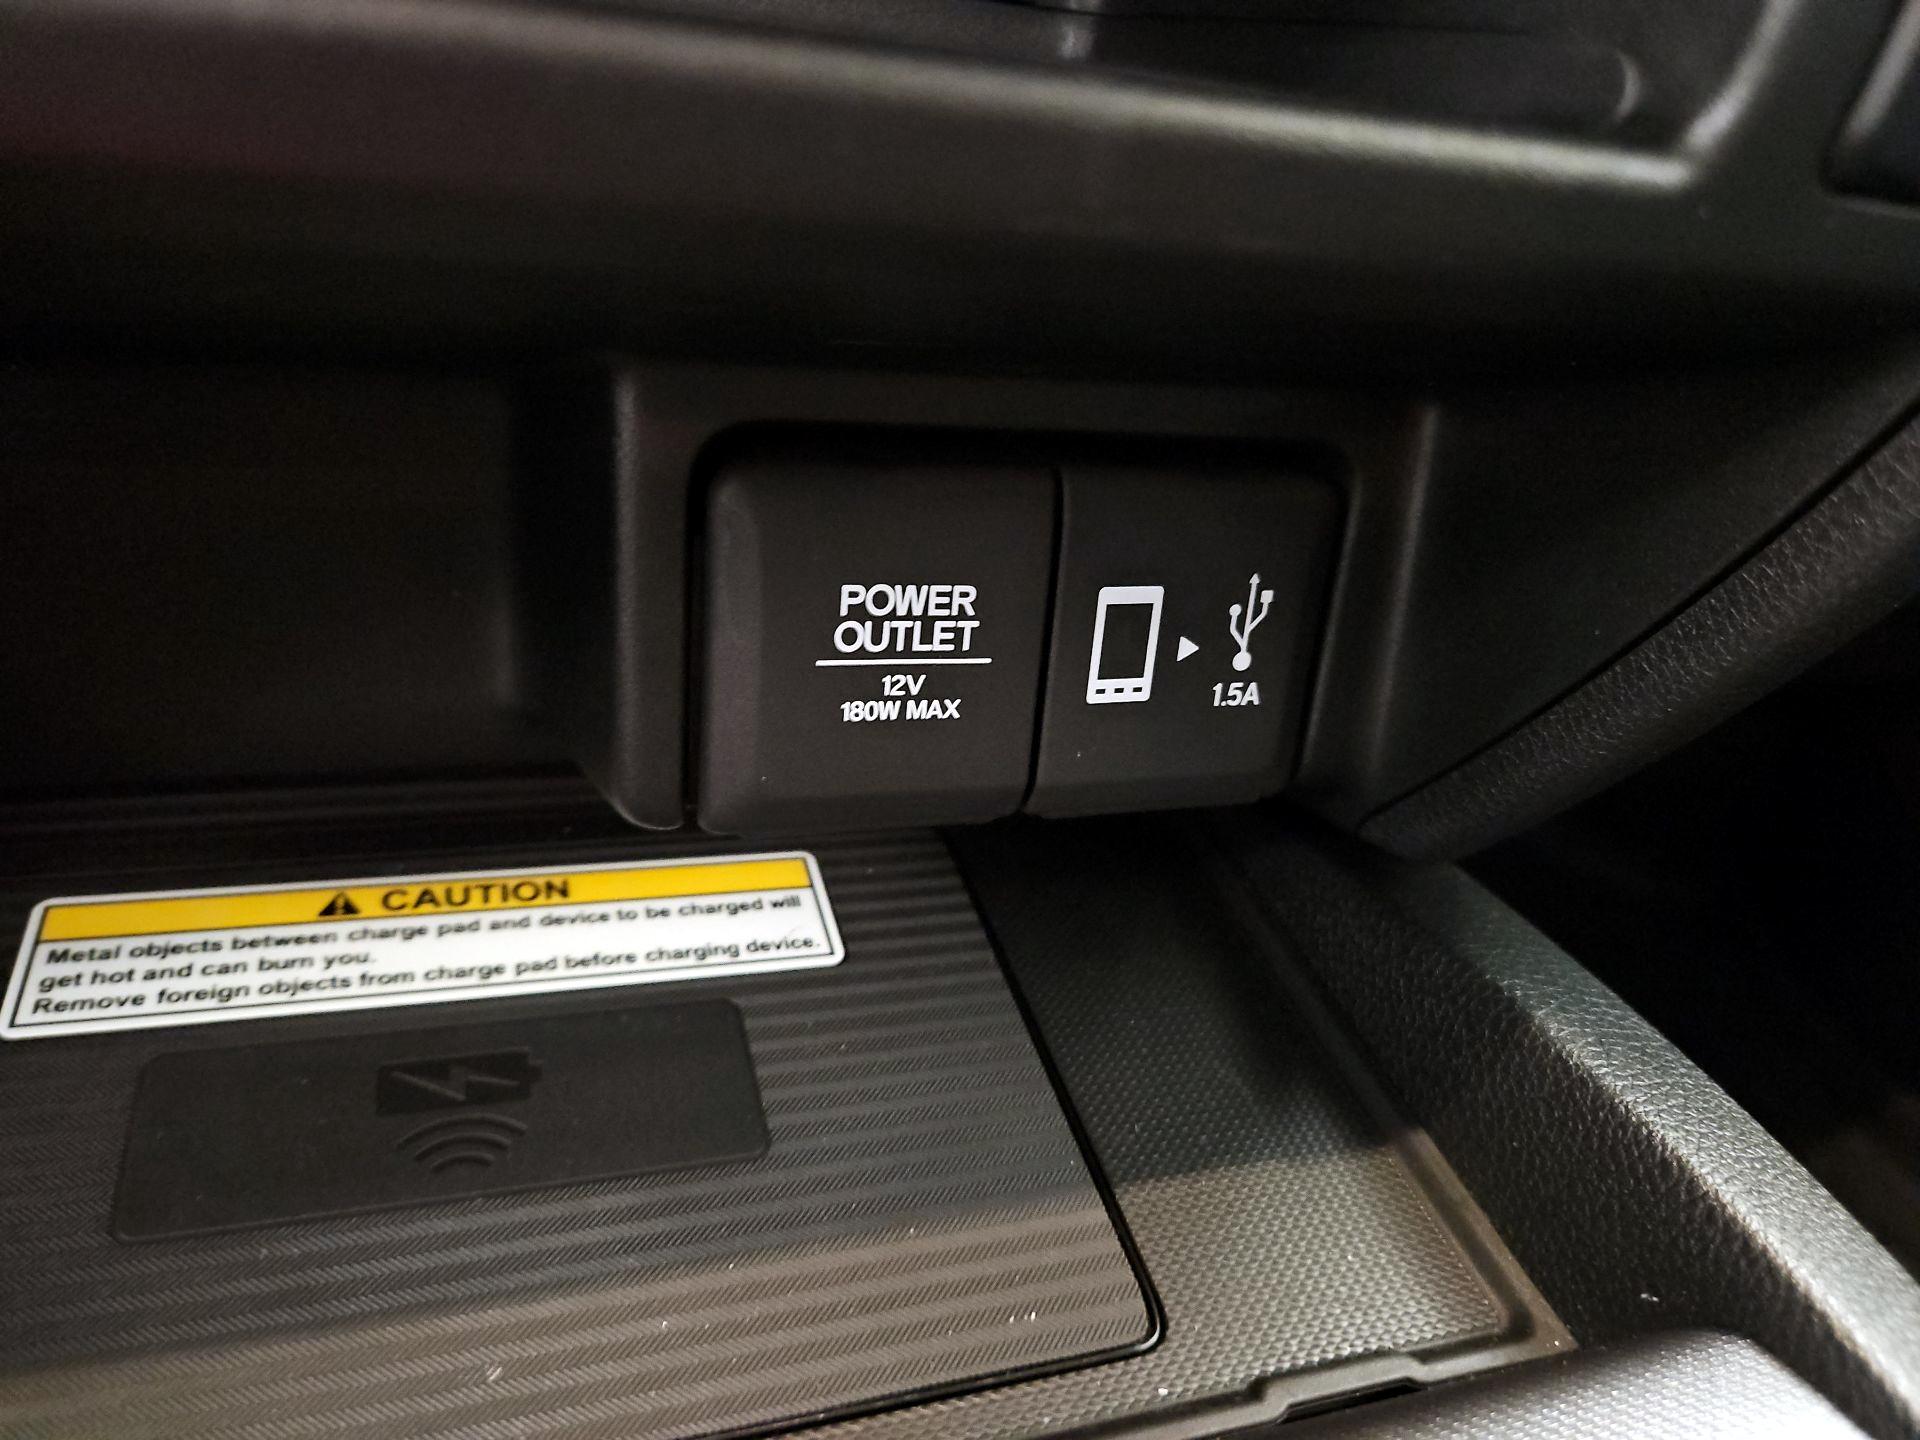 POWER
OUTLET
12V
180W MAX
1.5A
CAUTION
Metal objects between charge pad and device to be charged will
get hot and can burn you.
Remove foreign objects from charge pad before charging device.